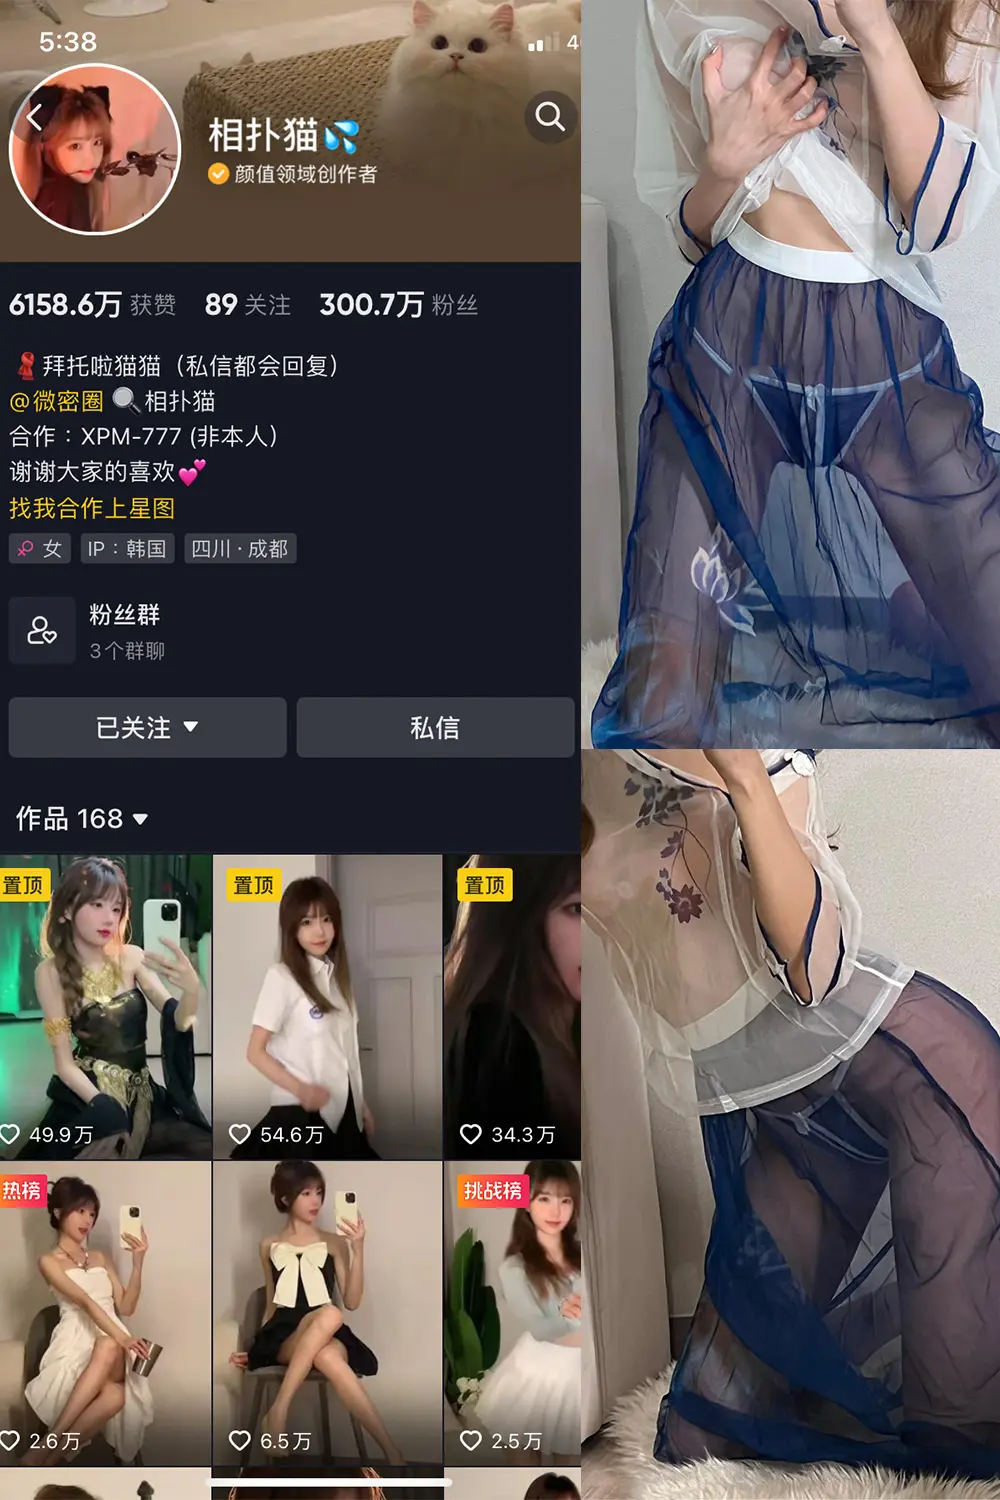 5:38
4
相扑猫💦
颜值领域创作者
6158.6万 获赞 89 关注 300.7万 粉丝
🧣拜托啦猫猫（私信都会回复）
@微密圈 🔍相扑猫
合作：XPM-777 (非本人)
谢谢大家的喜欢💕
找我合作上星图
女 IP：韩国 四川·成都
粉丝群
3个群聊
已关注 私信
作品 168
置顶 置顶 置顶
49.9万 54.6万 34.3万
热榜 挑战榜
2.6万 6.5万 2.5万